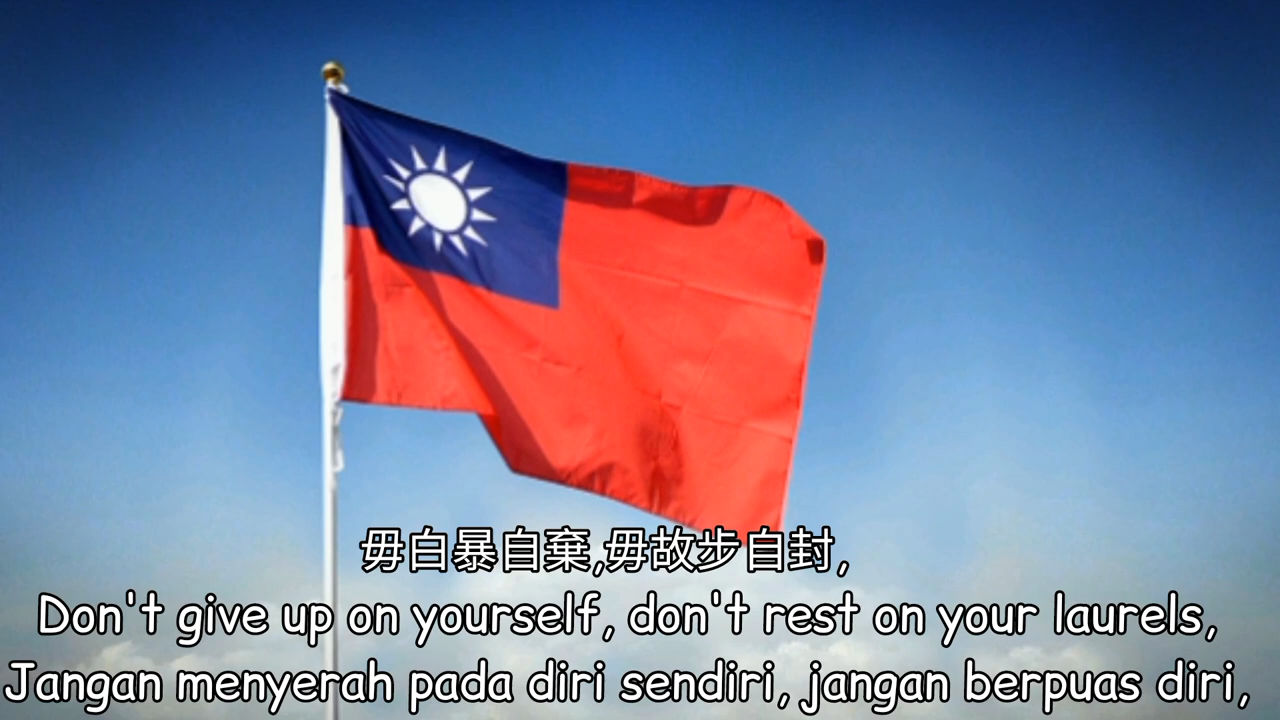 毋白暴自棄,毋故步自封,
Don't give up on yourself, don't rest on your laurels,
Jangan menyerah pada diri sendiri, jangan berpuas diri,